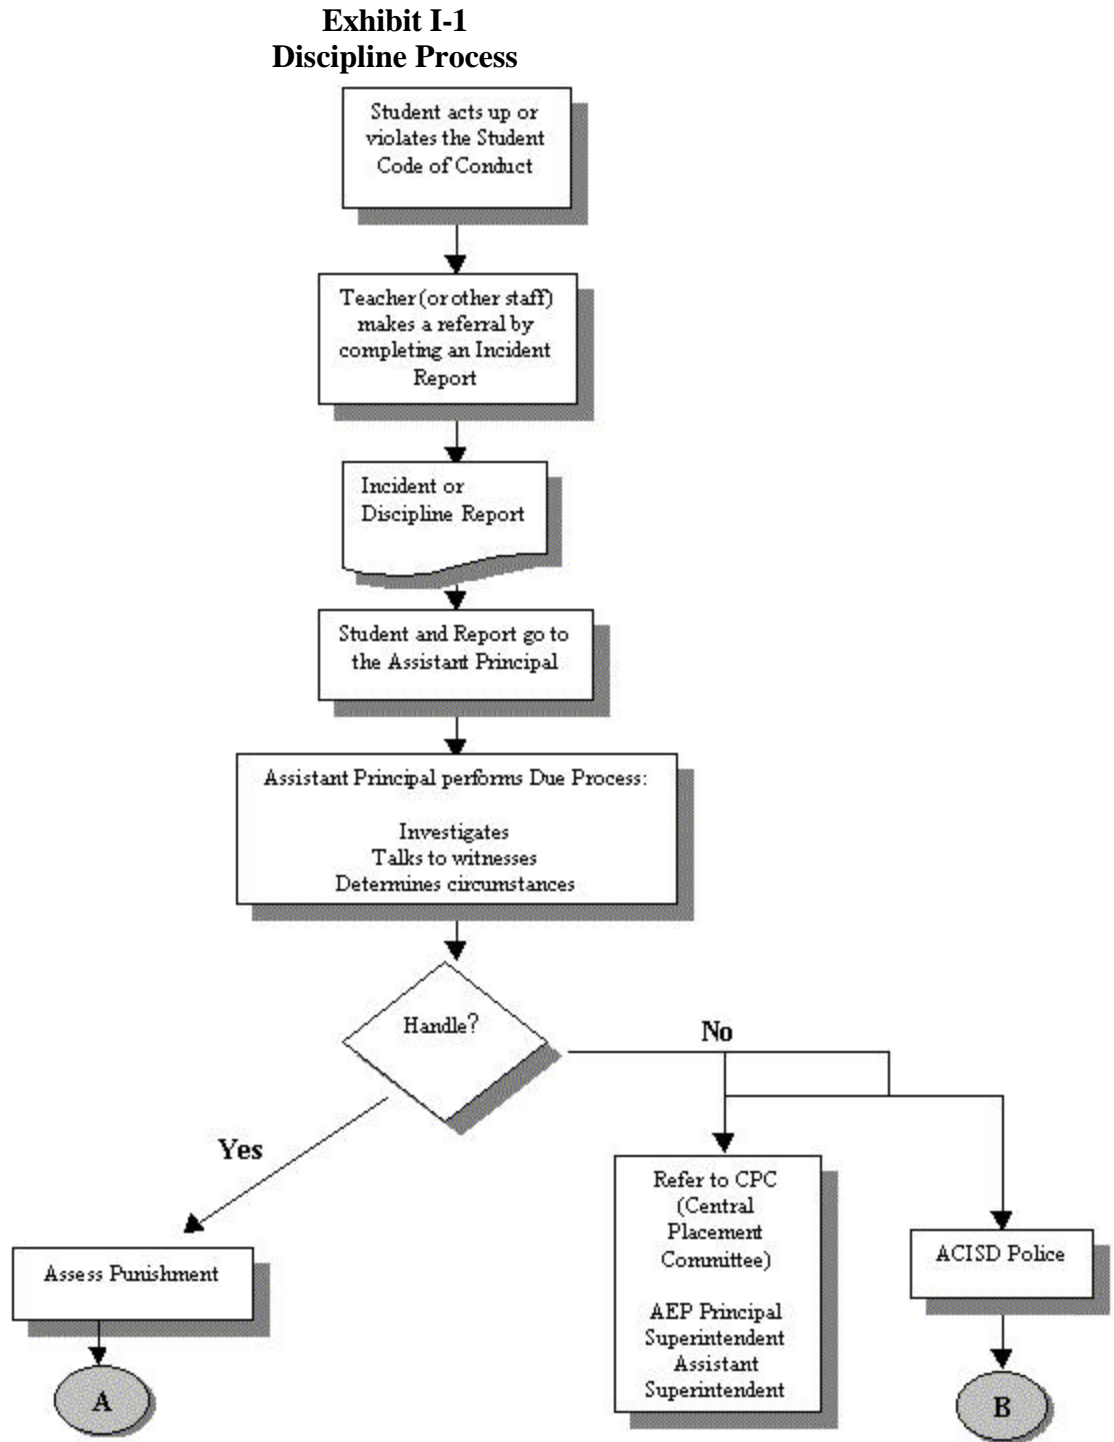 Exhibit I-1
Discipline Process
Student acts up or
violates the Student
Code of Conduct
Teacher (or other staff)
makes a referral by
completing an Incident
Report
Incident or
Discipline Report
Student and Report go to
the Assistant Principal
Assistant Principal performs Due Process:
Investigates
Talks to witnesses
Determines circumstances
Handle?
No
Yes
Refer to CPC
(Central
Placement
Committee)
AEP Principal
Superintendent
Assistant
Superintendent
ACISD Police
Assess Punishment
A
B